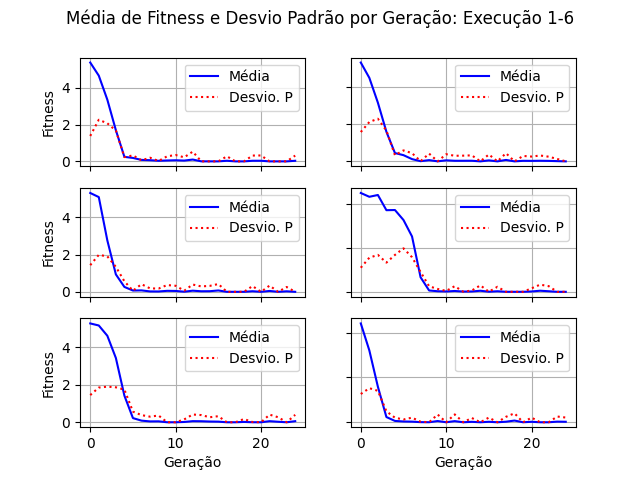 Média de Fitness e Desvio Padrão por Geração: Execução 1-6
Fitness
4
2
0
Média
Desvio. P
Média
Desvio. P
Fitness
4
2
0
Média
Desvio. P
Média
Desvio. P
Fitness
4
2
0
Média
Desvio. P
Média
Desvio. P
0 10 20
0 10 20
Geração
Geração